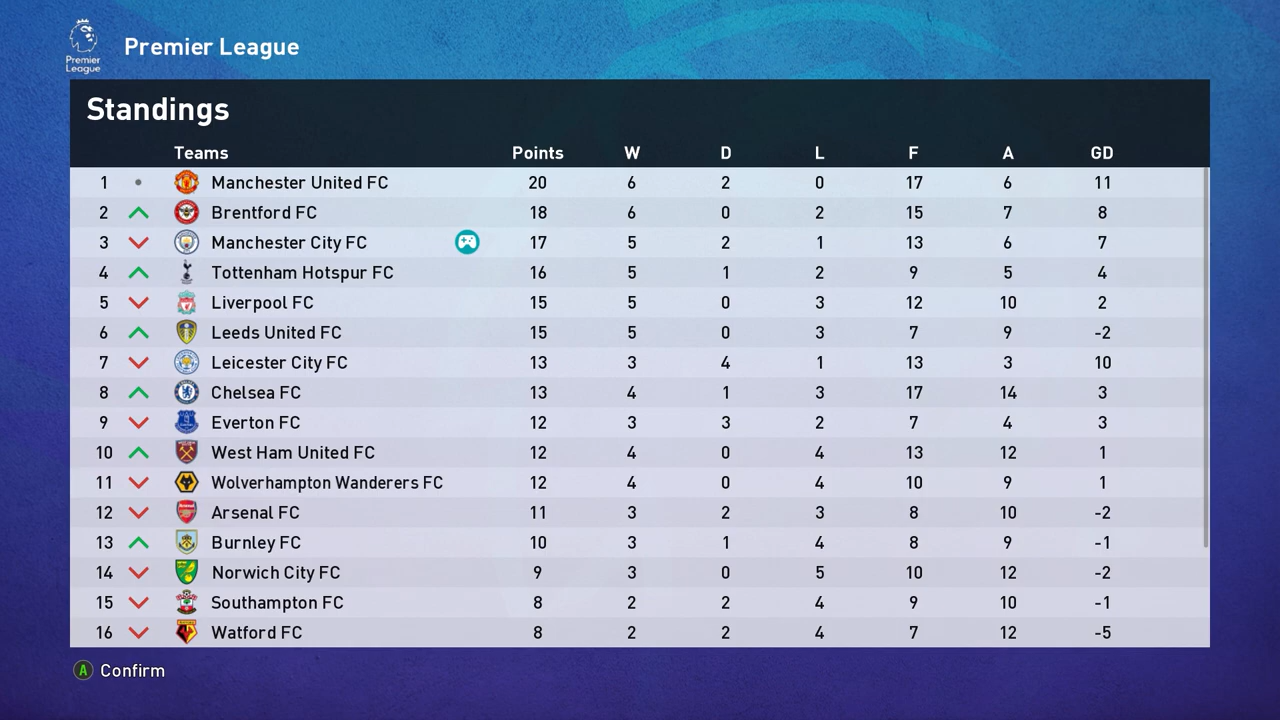 Premier League
Premier League
Standings
Teams Points W D L F A GD
1 Manchester United FC 20 6 2 0 17 6 11
2 Brentford FC 18 6 0 2 15 7 8
3 Manchester City FC 17 5 2 1 13 6 7
4 Tottenham Hotspur FC 16 5 1 2 9 5 4
5 Liverpool FC 15 5 0 3 12 10 2
6 Leeds United FC 15 5 0 3 7 9 -2
7 Leicester City FC 13 3 4 1 13 3 10
8 Chelsea FC 13 4 1 3 17 14 3
9 Everton FC 12 3 3 2 7 4 3
10 West Ham United FC 12 4 0 4 13 12 1
11 Wolverhampton Wanderers FC 12 4 0 4 10 9 1
12 Arsenal FC 11 3 2 3 8 10 -2
13 Burnley FC 10 3 1 4 8 9 -1
14 Norwich City FC 9 3 0 5 10 12 -2
15 Southampton FC 8 2 2 4 9 10 -1
16 Watford FC 8 2 2 4 7 12 -5
A Confirm